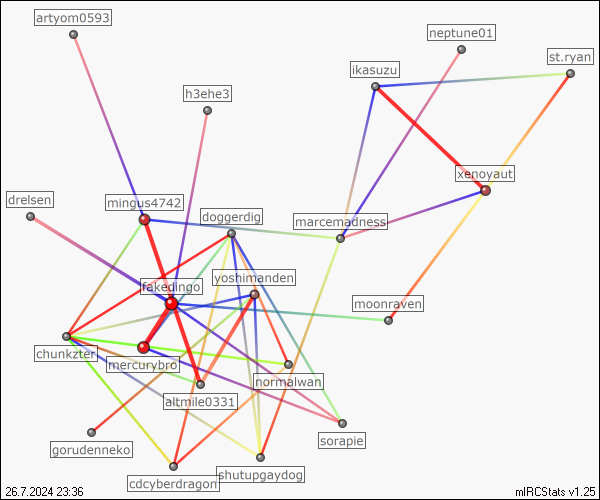 artyom0593
neptune01
st.ryan
ikasuzu
h3ehe3
xenoyaut
drelsen
mingus4742
doggerdig
marcemadness
yoshimanden
fakedingo
moonraven
chunkzter
mercurybro
normalwan
altmile0331
sorapie
gorudenneko
shutupgaydog
cdcyberdragon
26.7.2024 23:36
mIRCStats v1.25